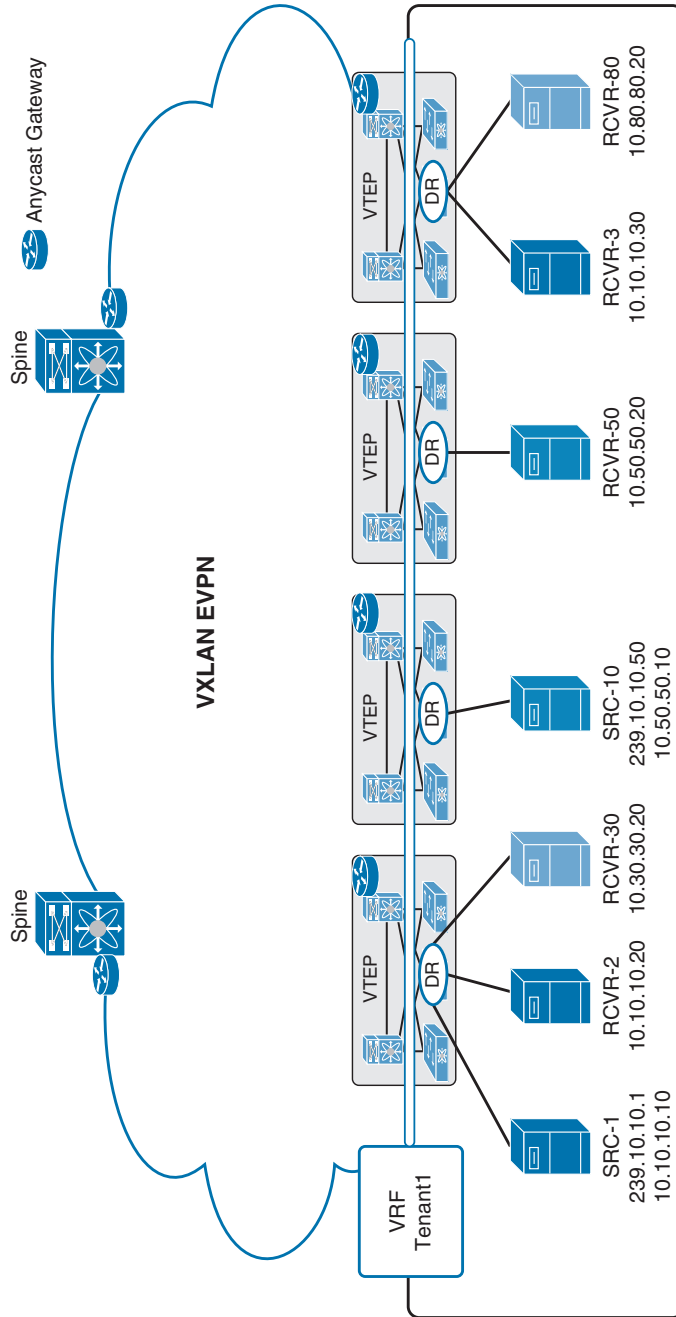 Spine
Spine
Anycast Gateway
VXLAN EVPN
VRF
Tenant1
VTEP
DR
VTEP
DR
VTEP
DR
VTEP
DR
SRC-1
239.10.10.1
10.10.10.10
RCVR-2
10.10.10.20
RCVR-30
10.30.30.20
SRC-10
239.10.10.50
10.50.50.10
RCVR-50
10.50.50.20
RCVR-3
10.10.10.30
RCVR-80
10.80.80.20